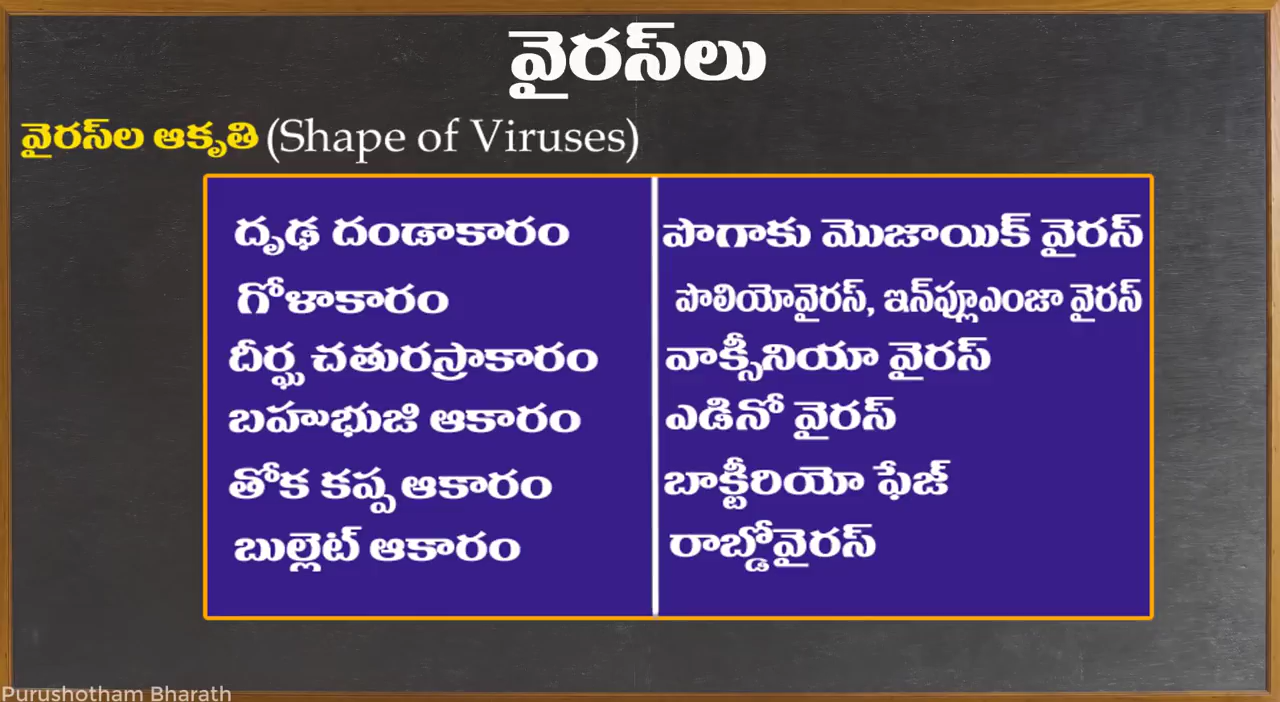 వైరస్‌లు
వైరస్‌ల ఆకృతి (Shape of Viruses)
దృఢ దండాకారం పొగాకు మొజాయిక్ వైరస్
గోళాకారం పొలియోవైరస్, ఇన్‌ఫ్లూఎంజా వైరస్
దీర్ఘ చతురస్రాకారం వాక్సీనియా వైరస్
బహుభుజి ఆకారం ఎడినో వైరస్
తోక కప్ప ఆకారం బాక్టీరియో ఫేజ్
బుల్లెట్ ఆకారం రాబ్డోవైరస్
Purushotham Bharath